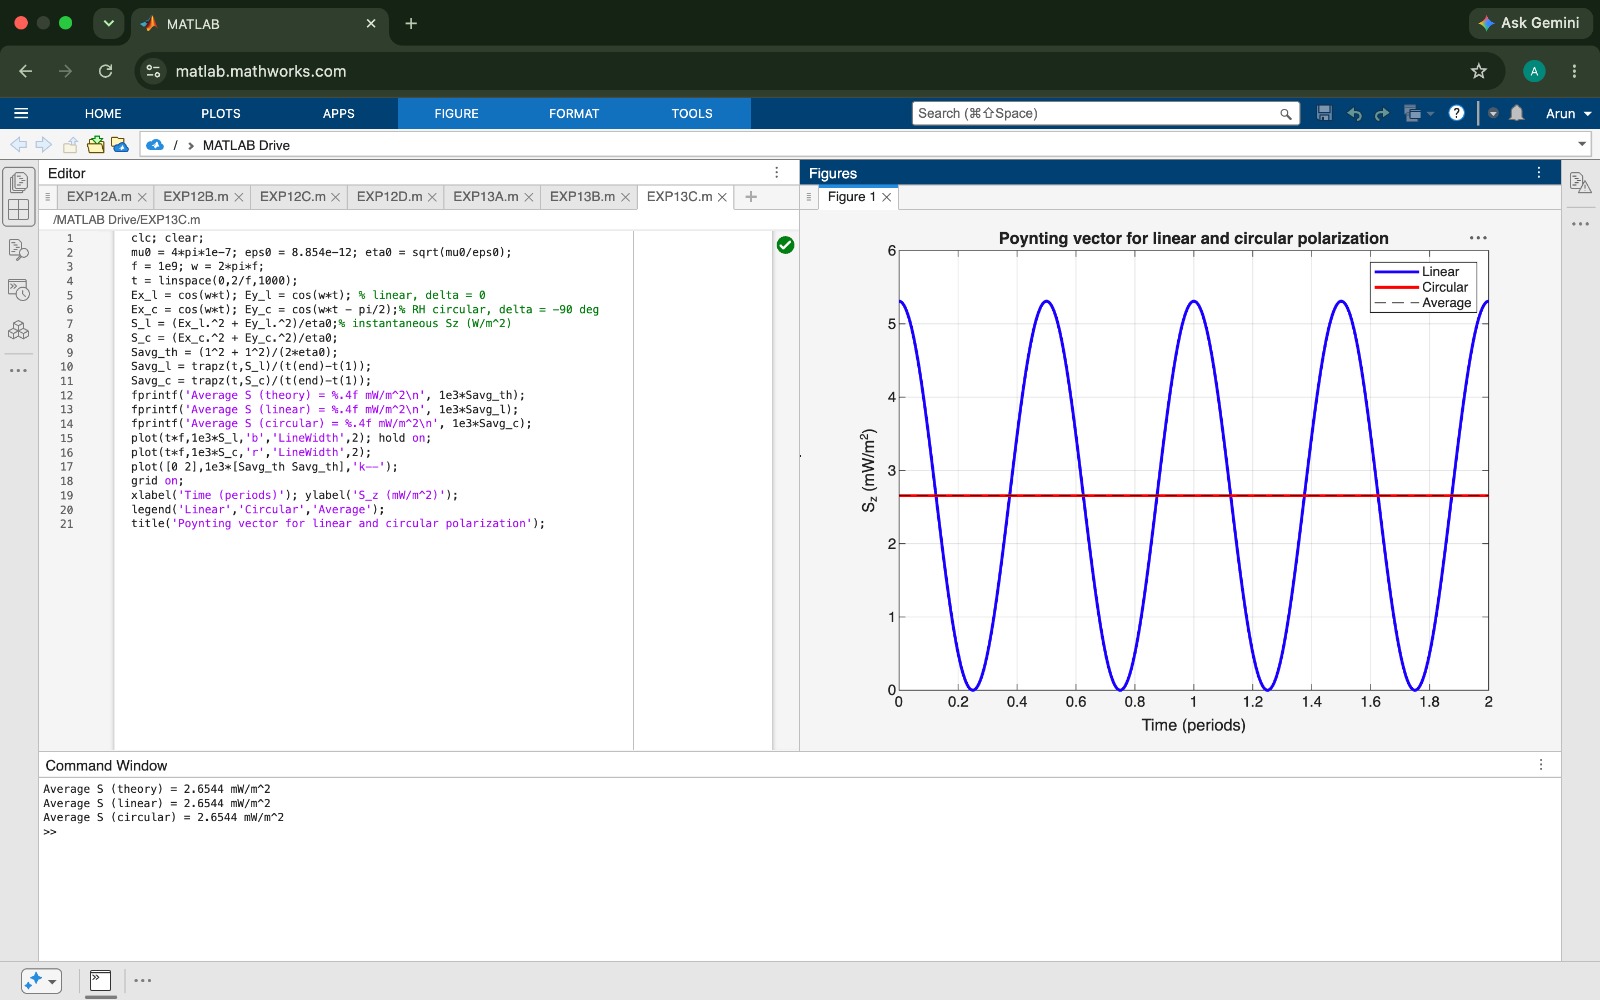 MATLAB
Ask Gemini
matlab.mathworks.com
A
HOME PLOTS APPS FIGURE FORMAT TOOLS
Search (⌘⇧Space)
Arun
/ › MATLAB Drive
Editor
EXP12A.m EXP12B.m EXP12C.m EXP12D.m EXP13A.m EXP13B.m EXP13C.m
/MATLAB Drive/EXP13C.m
1 clc; clear;
2 mu0 = 4*pi*1e-7; eps0 = 8.854e-12; eta0 = sqrt(mu0/eps0);
3 f = 1e9; w = 2*pi*f;
4 t = linspace(0,2/f,1000);
5 Ex_l = cos(w*t); Ey_l = cos(w*t); % linear, delta = 0
6 Ex_c = cos(w*t); Ey_c = cos(w*t - pi/2);% RH circular, delta = -90 deg
7 S_l = (Ex_l.^2 + Ey_l.^2)/eta0;% instantaneous Sz (W/m^2)
8 S_c = (Ex_c.^2 + Ey_c.^2)/eta0;
9 Savg_th = (1^2 + 1^2)/(2*eta0);
10 Savg_l = trapz(t,S_l)/(t(end)-t(1));
11 Savg_c = trapz(t,S_c)/(t(end)-t(1));
12 fprintf('Average S (theory) = %.4f mW/m^2\n', 1e3*Savg_th);
13 fprintf('Average S (linear) = %.4f mW/m^2\n', 1e3*Savg_l);
14 fprintf('Average S (circular) = %.4f mW/m^2\n', 1e3*Savg_c);
15 plot(t*f,1e3*S_l,'b','LineWidth',2); hold on;
16 plot(t*f,1e3*S_c,'r','LineWidth',2);
17 plot([0 2],1e3*[Savg_th Savg_th],'k--');
18 grid on;
19 xlabel('Time (periods)'); ylabel('S_z (mW/m^2)');
20 legend('Linear','Circular','Average');
21 title('Poynting vector for linear and circular polarization');
Figures
Figure 1
Poynting vector for linear and circular polarization
Linear
Circular
Average
6
5
4
3
2
1
0
S_z (mW/m²)
0 0.2 0.4 0.6 0.8 1 1.2 1.4 1.6 1.8 2
Time (periods)
Command Window
Average S (theory) = 2.6544 mW/m^2
Average S (linear) = 2.6544 mW/m^2
Average S (circular) = 2.6544 mW/m^2
>>